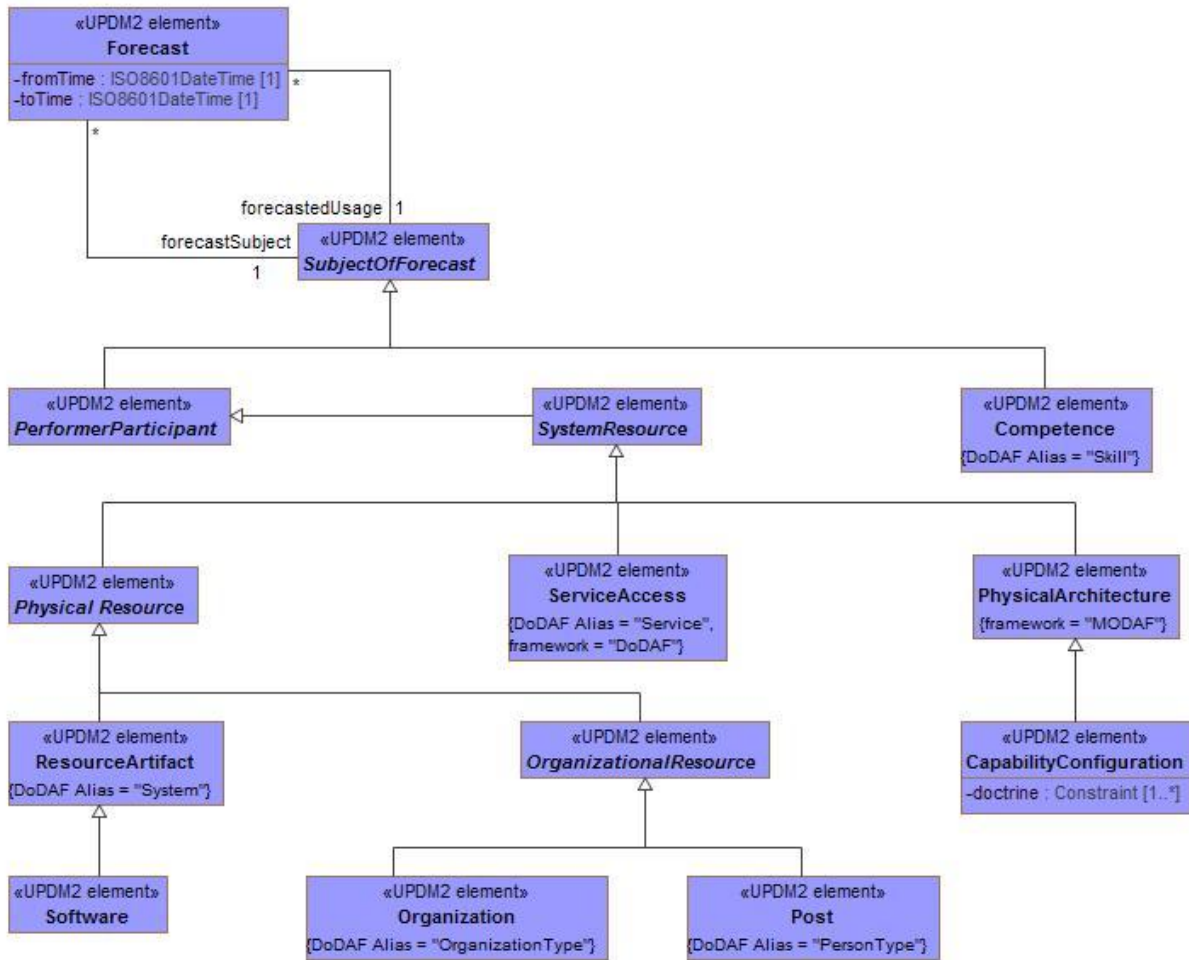 «UPDM2 element»
Forecast
-fromTime : ISO8601DateTime [1]
-toTime : ISO8601DateTime [1]
*
*
forecastedUsage 1
forecastSubject
1
«UPDM2 element»
SubjectOfForecast
«UPDM2 element»
PerformerParticipant
«UPDM2 element»
SystemResource
«UPDM2 element»
Competence
{DoDAF Alias = "Skill"}
«UPDM2 element»
Physical Resource
«UPDM2 element»
ServiceAccess
{DoDAF Alias = "Service",
framework = "DoDAF"}
«UPDM2 element»
PhysicalArchitecture
{framework = "MODAF"}
«UPDM2 element»
ResourceArtifact
{DoDAF Alias = "System"}
«UPDM2 element»
OrganizationalResource
«UPDM2 element»
CapabilityConfiguration
-doctrine : Constraint [1..*]
«UPDM2 element»
Software
«UPDM2 element»
Organization
{DoDAF Alias = "OrganizationType"}
«UPDM2 element»
Post
{DoDAF Alias = "PersonType"}